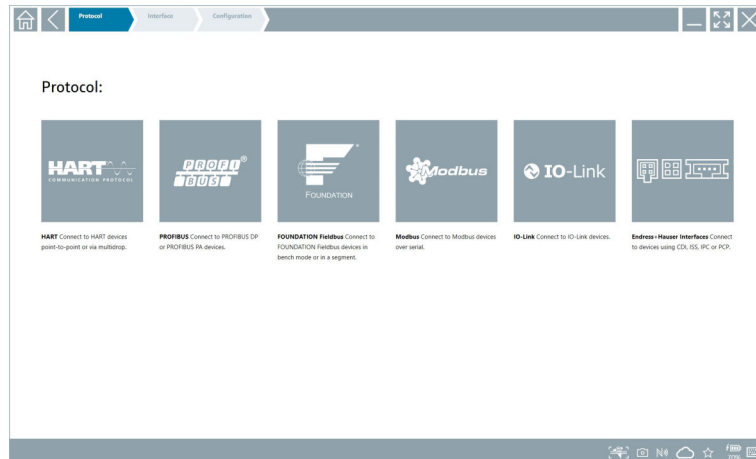 Protocol
Interface
Configuration
Protocol:
HART
COMMUNICATION PROTOCOL
HART Connect to HART devices
point-to-point or via multidrop.
PROFI®
BUS
PROFIBUS Connect to PROFIBUS DP
or PROFIBUS PA devices.
FOUNDATION
FOUNDATION Fieldbus Connect to
FOUNDATION Fieldbus devices in
bench mode or in a segment.
Modbus
Modbus Connect to Modbus devices
over serial.
IO-Link
IO-Link Connect to IO-Link devices.
Endress+Hauser Interfaces Connect
to devices using CDI, ISS, IPC or PCP.
70%